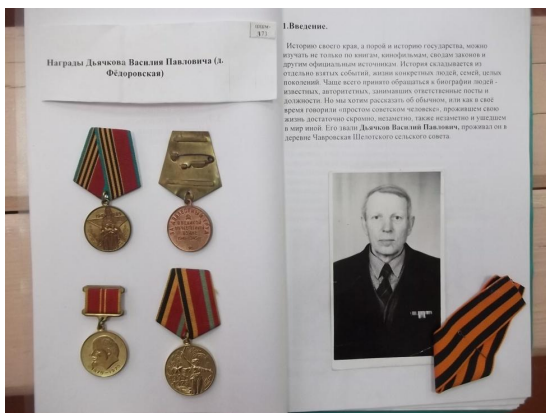 Награды Дьячкова Василия Павловича (д.
Фёдоровская)
1.Введение.
Историю своего края, а порой и историю государства, можно
изучать не только по книгам, кинофильмам, сводам законов и
другим официальным источникам. История складывается из
отдельно взятых событий, жизни конкретных людей, семей, целых
поколений. Чаще всего принято обращаться к биографии людей -
известных, авторитетных, занимавших ответственные посты и
должности. Но мы хотим рассказать об обычном, или как в своё
время говорили «простом советском человеке», прожившем свою
жизнь достаточно скромно, незаметно, также незаметно и ушедшем
в мир иной. Его звали Дьячков Василий Павлович, проживал он в
деревне Чавровская Шелотского сельского совета.